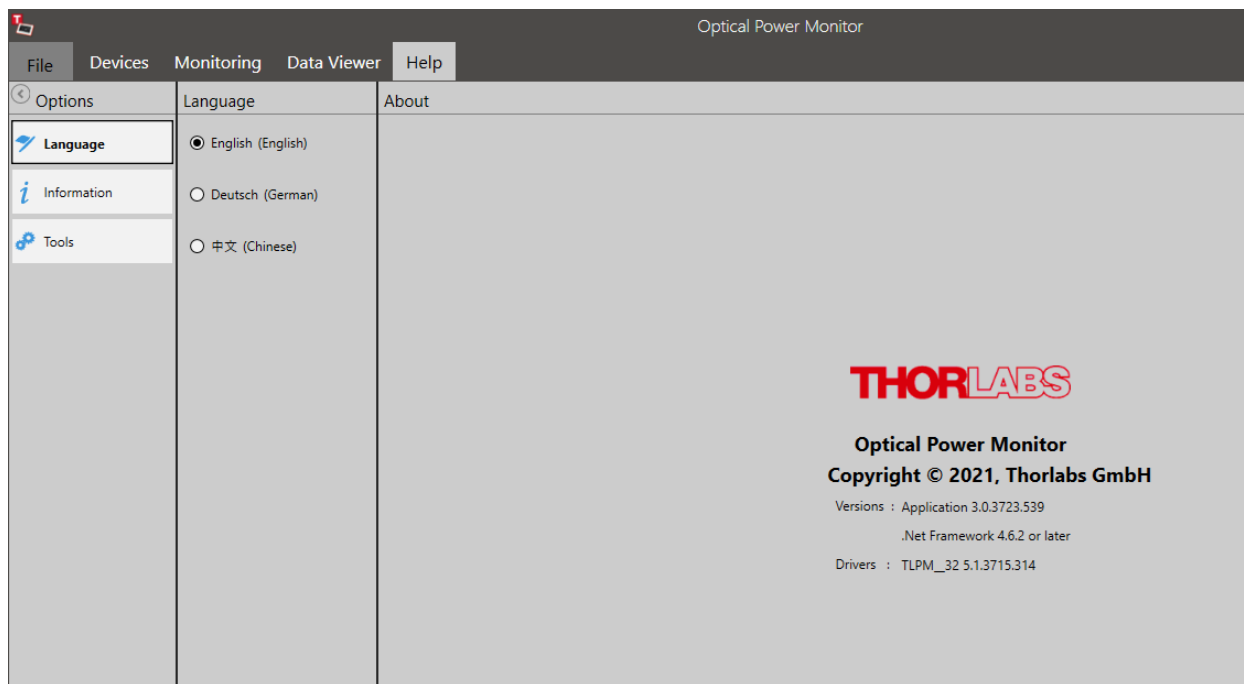 Optical Power Monitor
File Devices Monitoring Data Viewer Help
Options
Language
Information
Tools
Language
English (English)
Deutsch (German)
中文 (Chinese)
About
THORLABS
Optical Power Monitor
Copyright © 2021, Thorlabs GmbH
Versions : Application 3.0.3723.539
.Net Framework 4.6.2 or later
Drivers : TLPM__32 5.1.3715.314